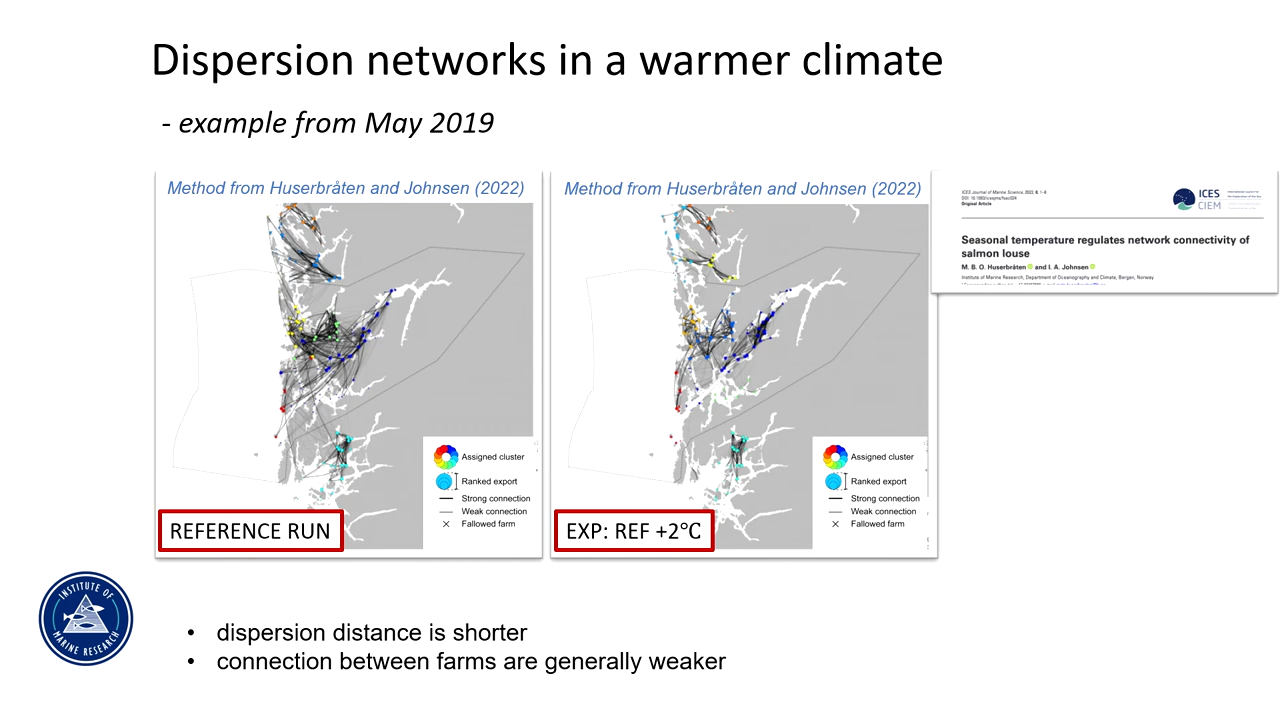 Dispersion networks in a warmer climate
- example from May 2019
Method from Huserbråten and Johnsen (2022)
Assigned cluster
Ranked export
Strong connection
Weak connection
Fallowed farm
REFERENCE RUN
Method from Huserbråten and Johnsen (2022)
Assigned cluster
Ranked export
Strong connection
Weak connection
Fallowed farm
EXP: REF +2℃
ICES Journal of Marine Science, 2022, 0, 1–8
Original Article
ICES
CIEM
Seasonal temperature regulates network connectivity of
salmon louse
M. B. O. Huserbråten and I. A. Johnsen
Institute of Marine Research, Department of Oceanography and Climate, Bergen, Norway
INSTITUTE OF
MARINE RESEARCH
• dispersion distance is shorter
• connection between farms are generally weaker